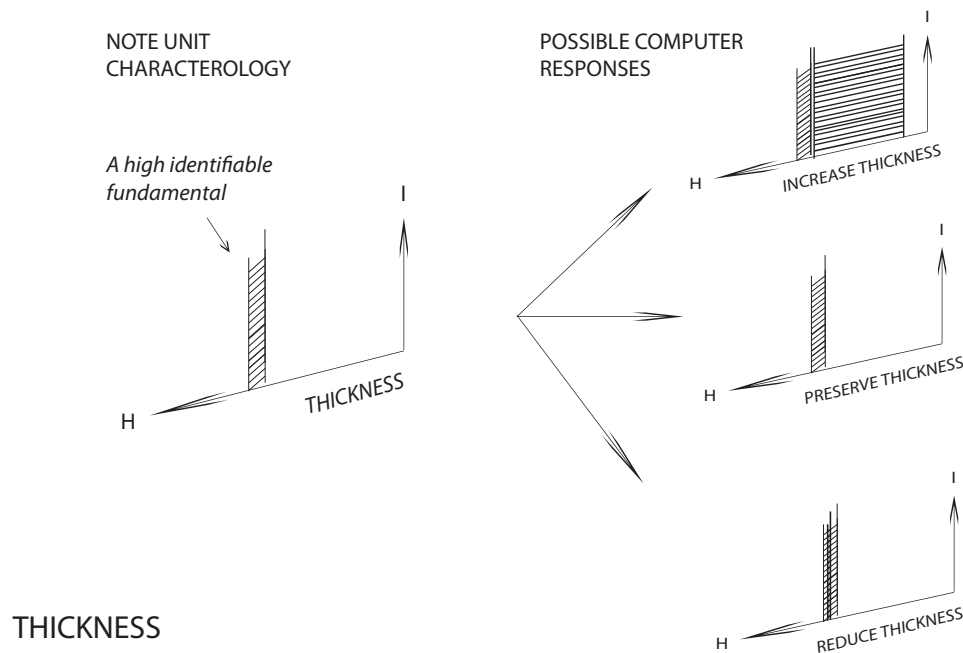 NOTE UNIT
CHARACTEROLOGY
POSSIBLE COMPUTER
RESPONSES
A high identifiable
fundamental
I
H
THICKNESS
I
H
INCREASE THICKNESS
I
H
PRESERVE THICKNESS
I
H
REDUCE THICKNESS
THICKNESS